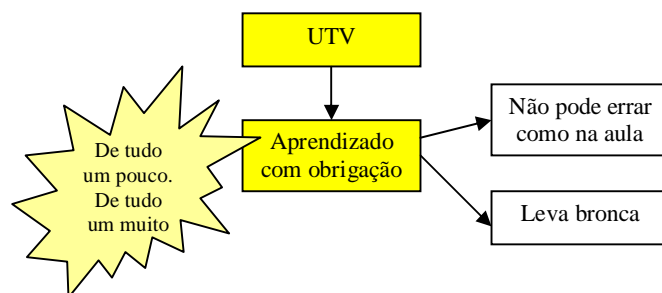 UTV
Não pode errar
como na aula
De tudo
um pouco.
De tudo
um muito
Aprendizado
com obrigação
Leva bronca